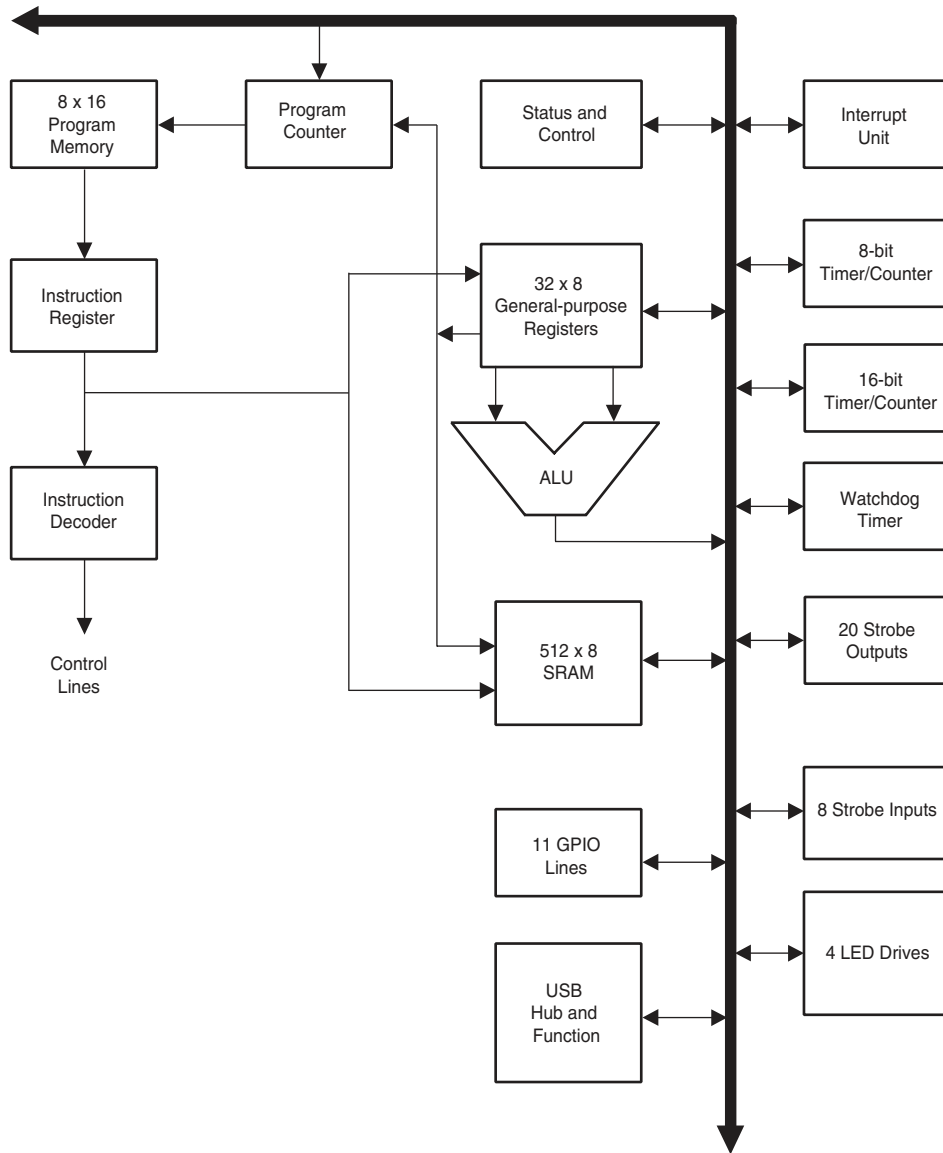 8 x 16
Program
Memory
Program
Counter
Status and
Control
Interrupt
Unit
Instruction
Register
32 x 8
General-purpose
Registers
8-bit
Timer/Counter
16-bit
Timer/Counter
ALU
Instruction
Decoder
Watchdog
Timer
Control
Lines
512 x 8
SRAM
20 Strobe
Outputs
11 GPIO
Lines
8 Strobe Inputs
USB
Hub and
Function
4 LED Drives